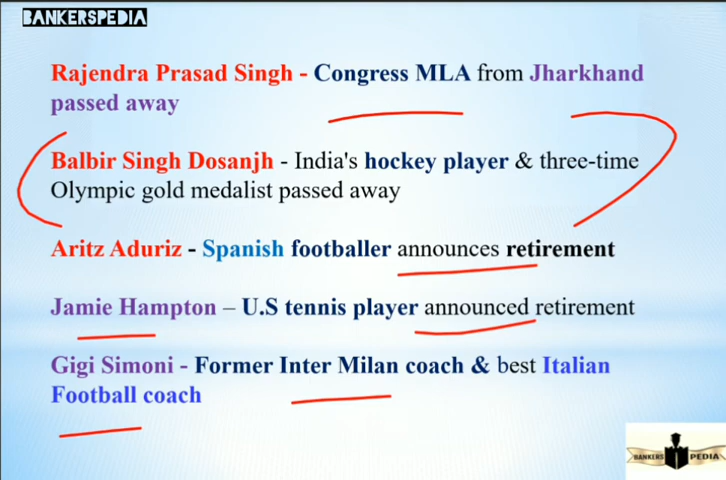 BANKERSPEDIA
Rajendra Prasad Singh - Congress MLA from Jharkhand
passed away
Balbir Singh Dosanjh - India's hockey player & three-time
Olympic gold medalist passed away
Aritz Aduriz - Spanish footballer announces retirement
Jamie Hampton – U.S tennis player announced retirement
Gigi Simoni - Former Inter Milan coach & best Italian
Football coach
BANKERS PEDIA